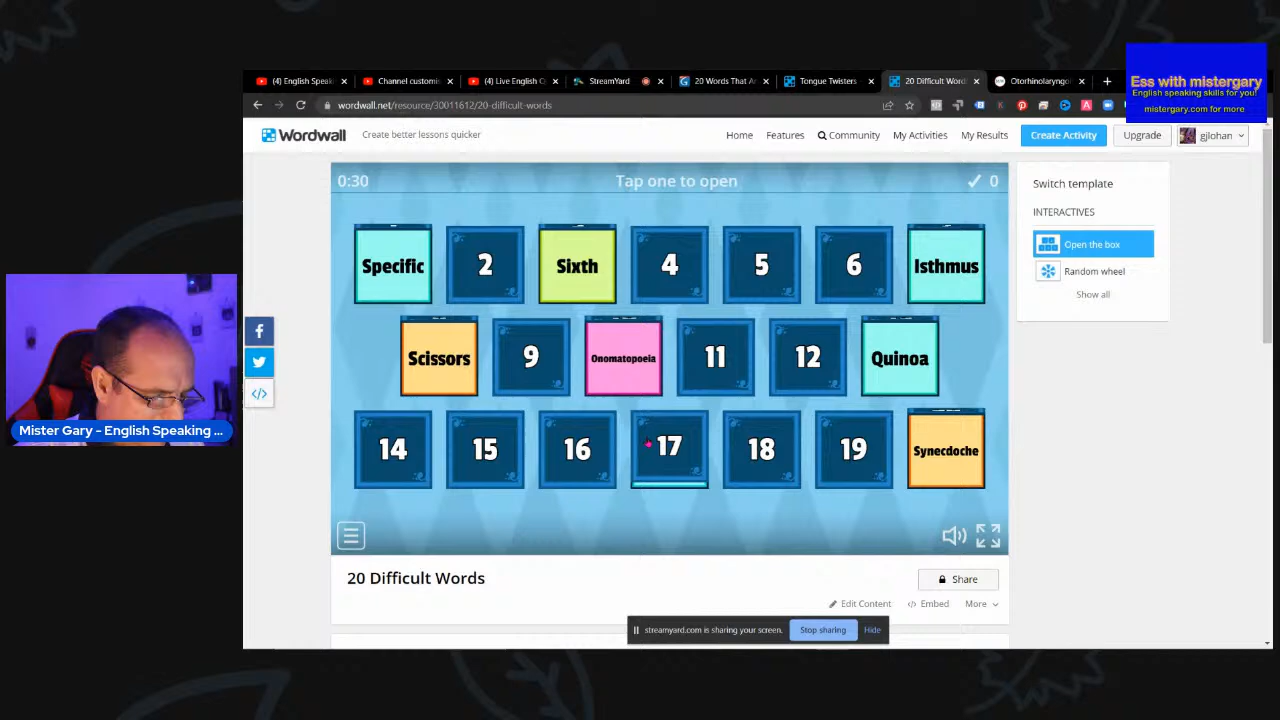 (4) English Speak
Channel customi
(4) Live English C
StreamYard
20 Words That A
Tongue Twisters
20 Difficult Word
Otorhinolaryngo
Ess with mistergary
English speaking skills for you!
mistergary.com for more
wordwall.net/resource/30011612/20-difficult-words
Wordwall
Create better lessons quicker
Home
Features
Community
My Activities
My Results
Create Activity
Upgrade
gjlohan
0:30
Tap one to open
0
Switch template
INTERACTIVES
Open the box
Random wheel
Show all
Specific
2
Sixth
4
5
6
Isthmus
Scissors
9
Onomatopoeia
11
12
Quinoa
14
15
16
17
18
19
Synecdoche
Mister Gary - English Speaking ...
20 Difficult Words
Share
Edit Content
Embed
More
streamyard.com is sharing your screen.
Stop sharing
Hide